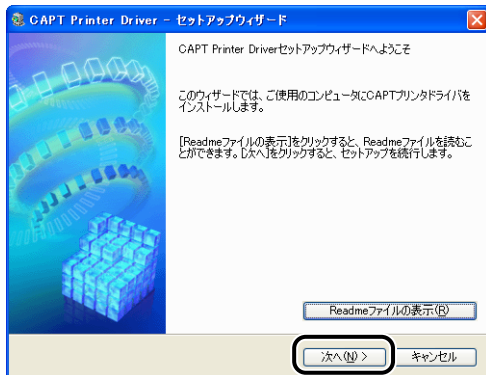 CAPT Printer Driver - セットアップウィザード
CAPT Printer Driverセットアップウィザードへようこそ
このウィザードでは、ご使用のコンピュータにCAPTプリンタドライバを
インストールします。
[Readmeファイルの表示]をクリックすると、Readmeファイルを読むこ
とができます。[次へ]をクリックすると、セットアップを続行します。
Readmeファイルの表示(R)
次へ(N) >
キャンセル